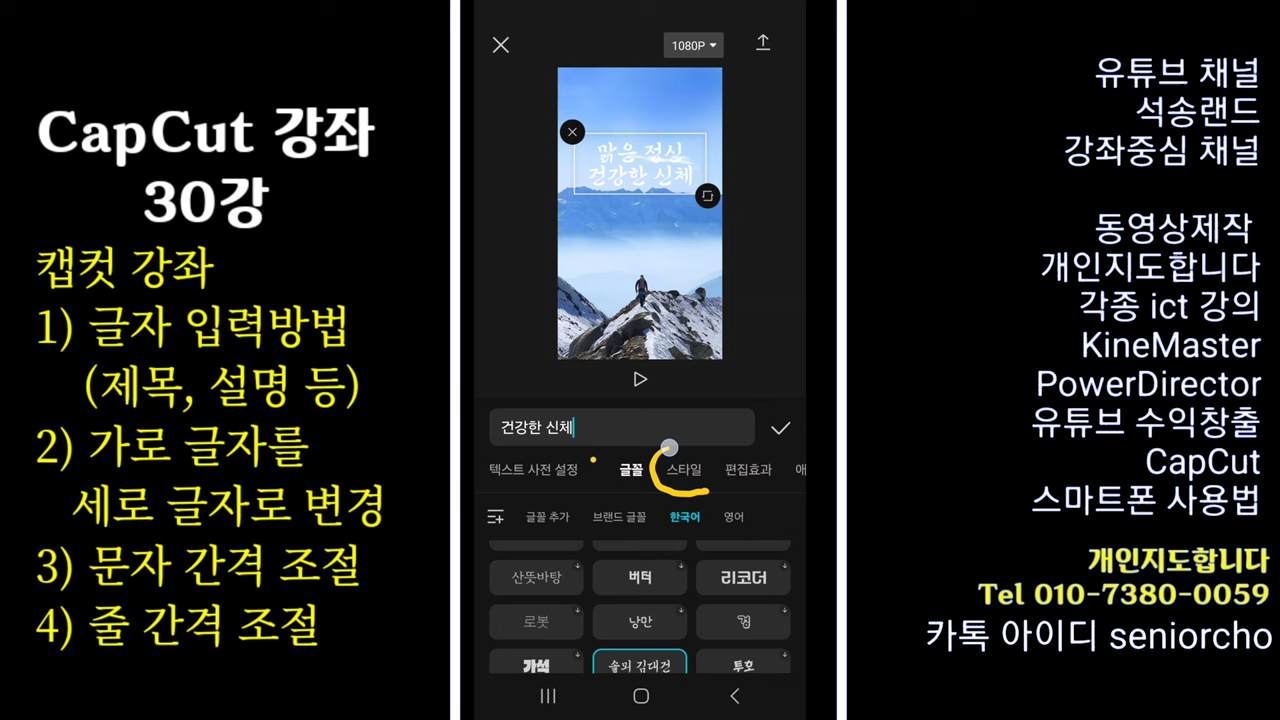 CapCut 강좌
30강
캡컷 강좌
1) 글자 입력방법
(제목, 설명 등)
2) 가로 글자를
세로 글자로 변경
3) 문자 간격 조절
4) 줄 간격 조절
1080P
맑은 정신
건강한 신체
건강한 신체
텍스트 사전 설정 글꼴 스타일 편집효과 애
글꼴 추가 브랜드 글꼴 한국어 영어
산뜻바탕 버터 리코더
로봇 낭만
가석 솔뫼 김대건 투호
유튜브 채널
석송랜드
강좌중심 채널
동영상제작
개인지도합니다
각종 ict 강의
KineMaster
PowerDirector
유튜브 수익창출
CapCut
스마트폰 사용법
개인지도합니다
Tel 010-7380-0059
카톡 아이디 seniorcho